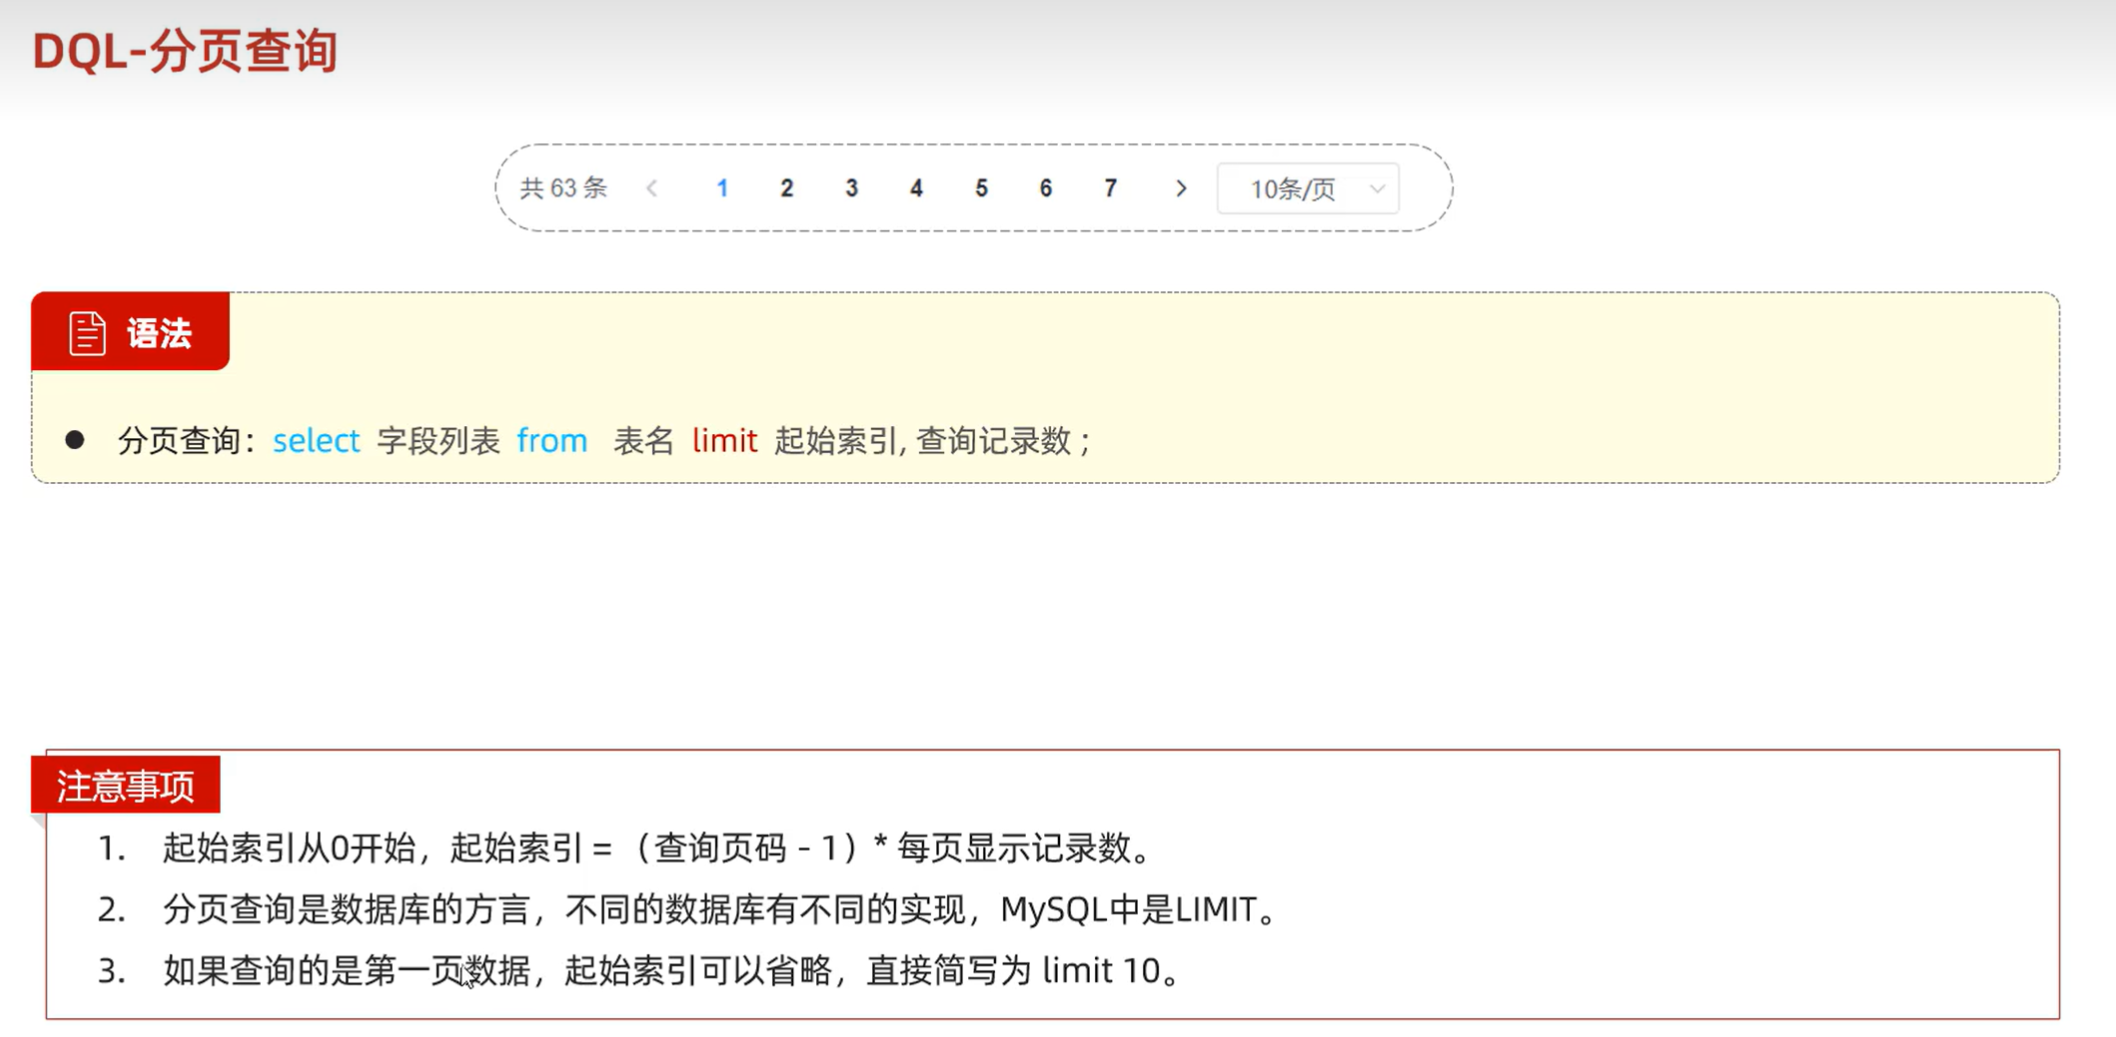 DQL-分页查询
共 63 条 < 1 2 3 4 5 6 7 > 10条/页
语法
● 分页查询：select 字段列表 from 表名 limit 起始索引, 查询记录数 ;
注意事项
1. 起始索引从0开始，起始索引 = （查询页码 - 1）* 每页显示记录数。
2. 分页查询是数据库的方言，不同的数据库有不同的实现，MySQL中是LIMIT。
3. 如果查询的是第一页数据，起始索引可以省略，直接简写为 limit 10。